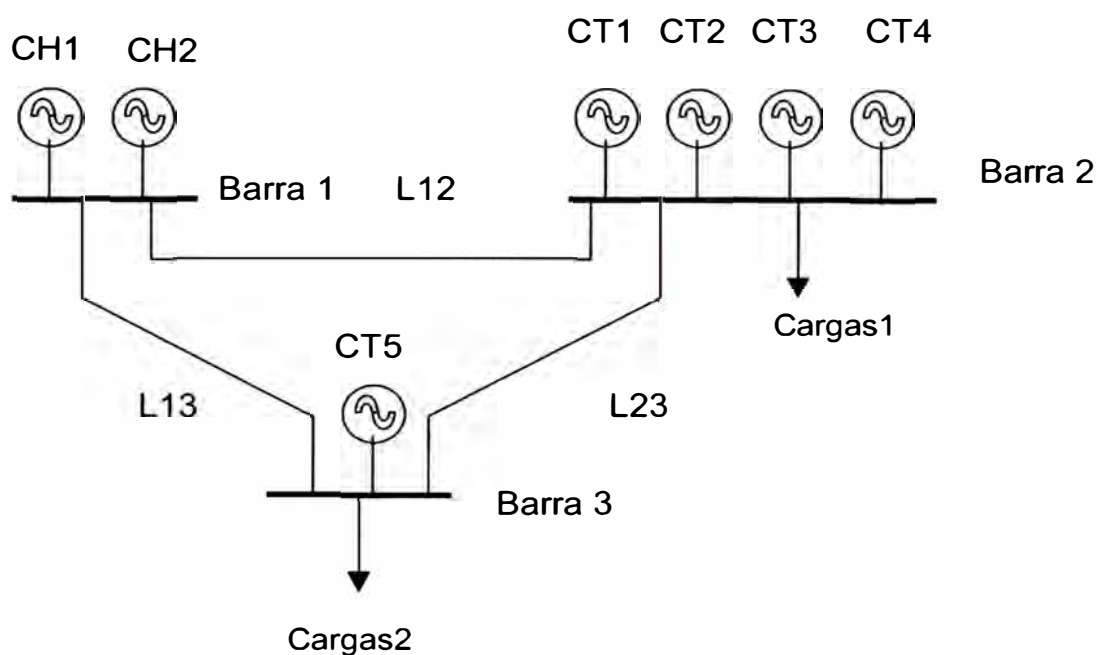 CH1 CH2 CT1 CT2 CT3 CT4
Barra 1 L12 Barra 2
Cargas1
CT5
L13 L23
Barra 3
Cargas2